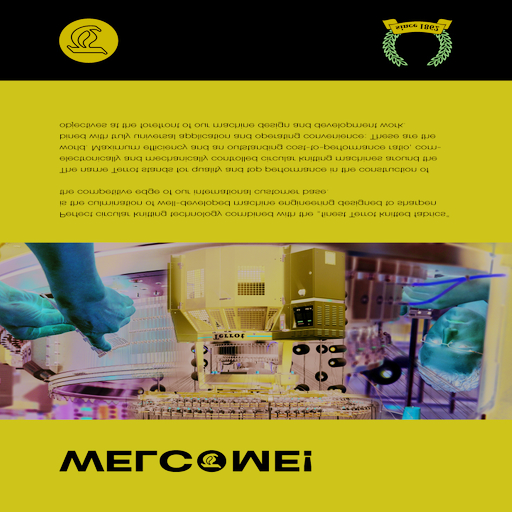 WELCOME!
TERROT
Perfect circular knitting technology combined with the „finest Terrot knitted fabrics“
is the culmination of well-developed machine engineering designed to sharpen
the competitive edge of our international customer base.
The name Terrot stands for quality and top performance in the construction of
electronically and mechanically controlled circular knitting machines around the
world. Maximum efficiency and an outstanding cost-to-performance ratio, com-
bined with truly universal application and operating convenience: These are the
objectives at the forefront of our machine design and development work.
since 1862